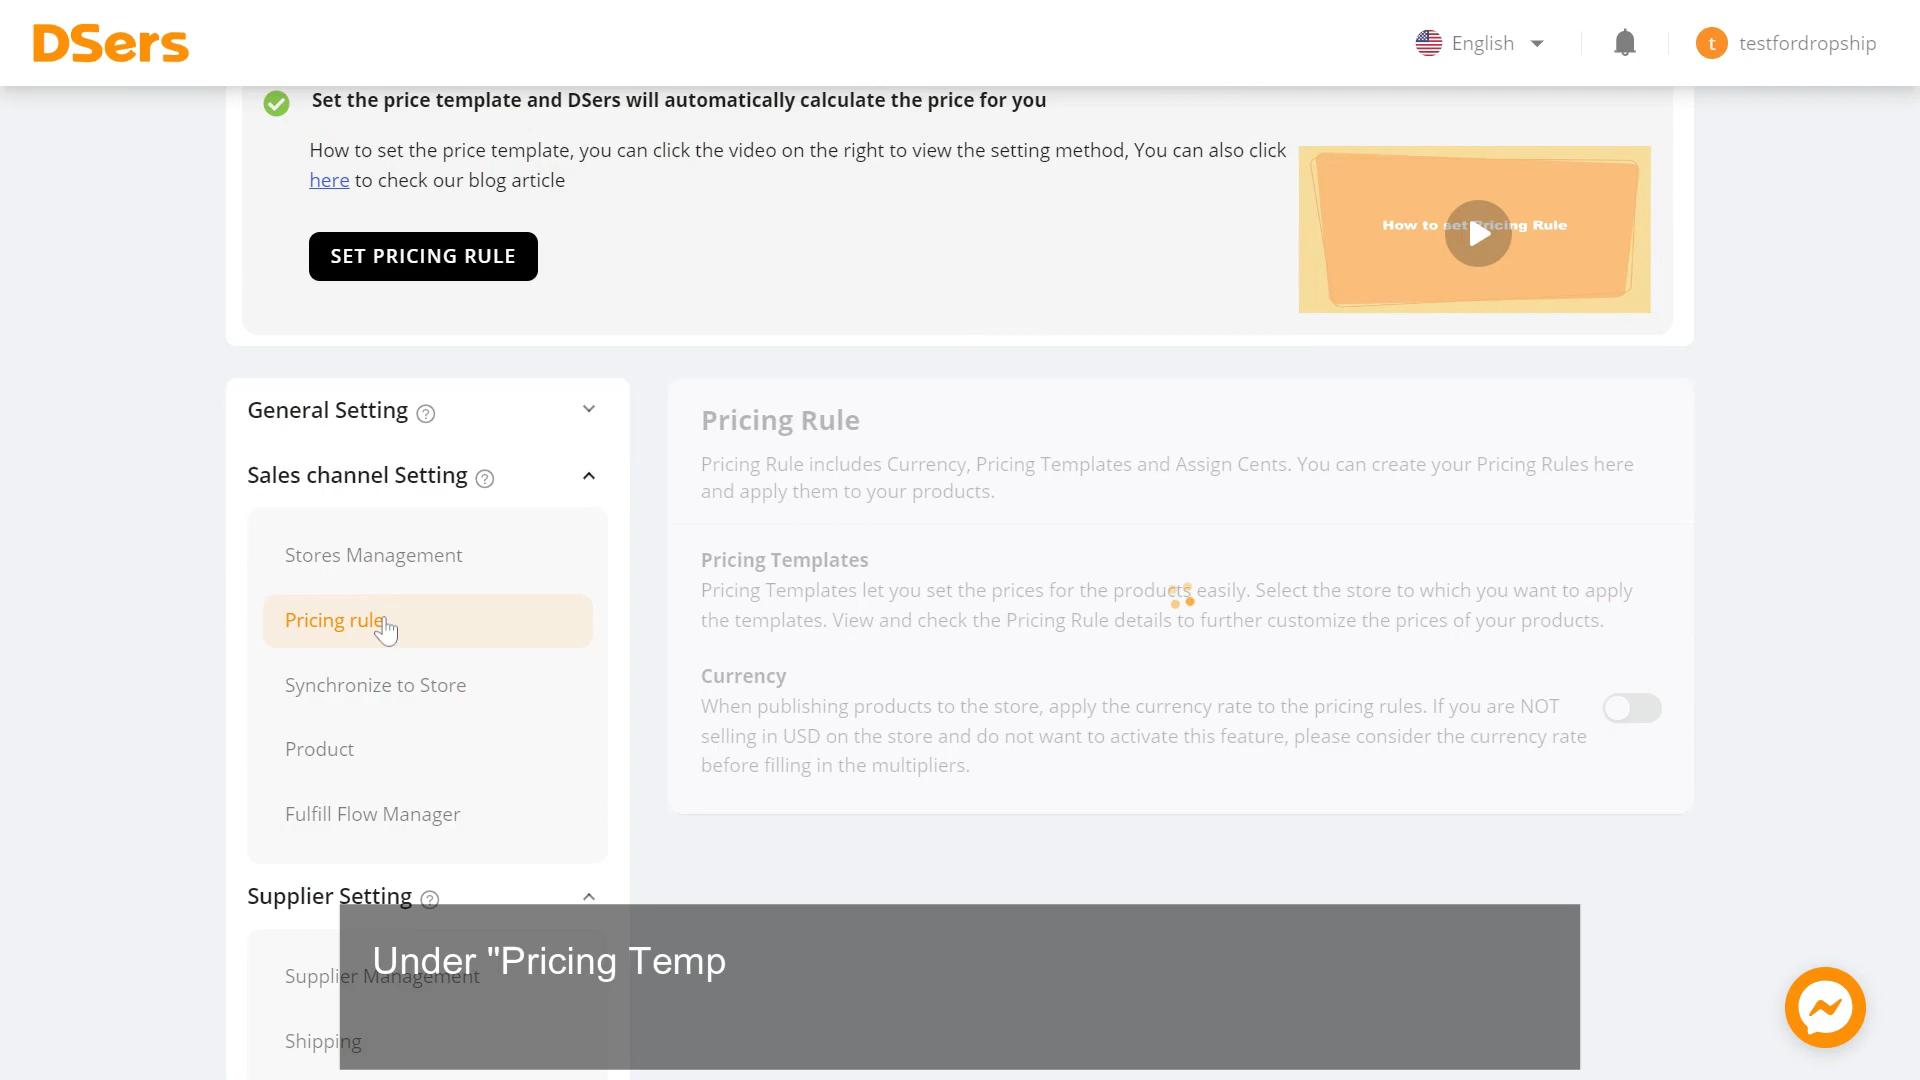 DSers
English
t
testfordropship
Set the price template and DSers will automatically calculate the price for you
How to set the price template, you can click the video on the right to view the setting method, You can also click
here to check our blog article
How to set Pricing Rule
SET PRICING RULE
General Setting ?
Sales channel Setting ?
Stores Management
Pricing rule
Synchronize to Store
Product
Fulfill Flow Manager
Supplier Setting ?
Supplier Management
Shipping
Pricing Rule
Pricing Rule includes Currency, Pricing Templates and Assign Cents. You can create your Pricing Rules here
and apply them to your products.
Pricing Templates
Pricing Templates let you set the prices for the products easily. Select the store to which you want to apply
the templates. View and check the Pricing Rule details to further customize the prices of your products.
Currency
When publishing products to the store, apply the currency rate to the pricing rules. If you are NOT
selling in USD on the store and do not want to activate this feature, please consider the currency rate
before filling in the multipliers.
Under "Pricing Temp